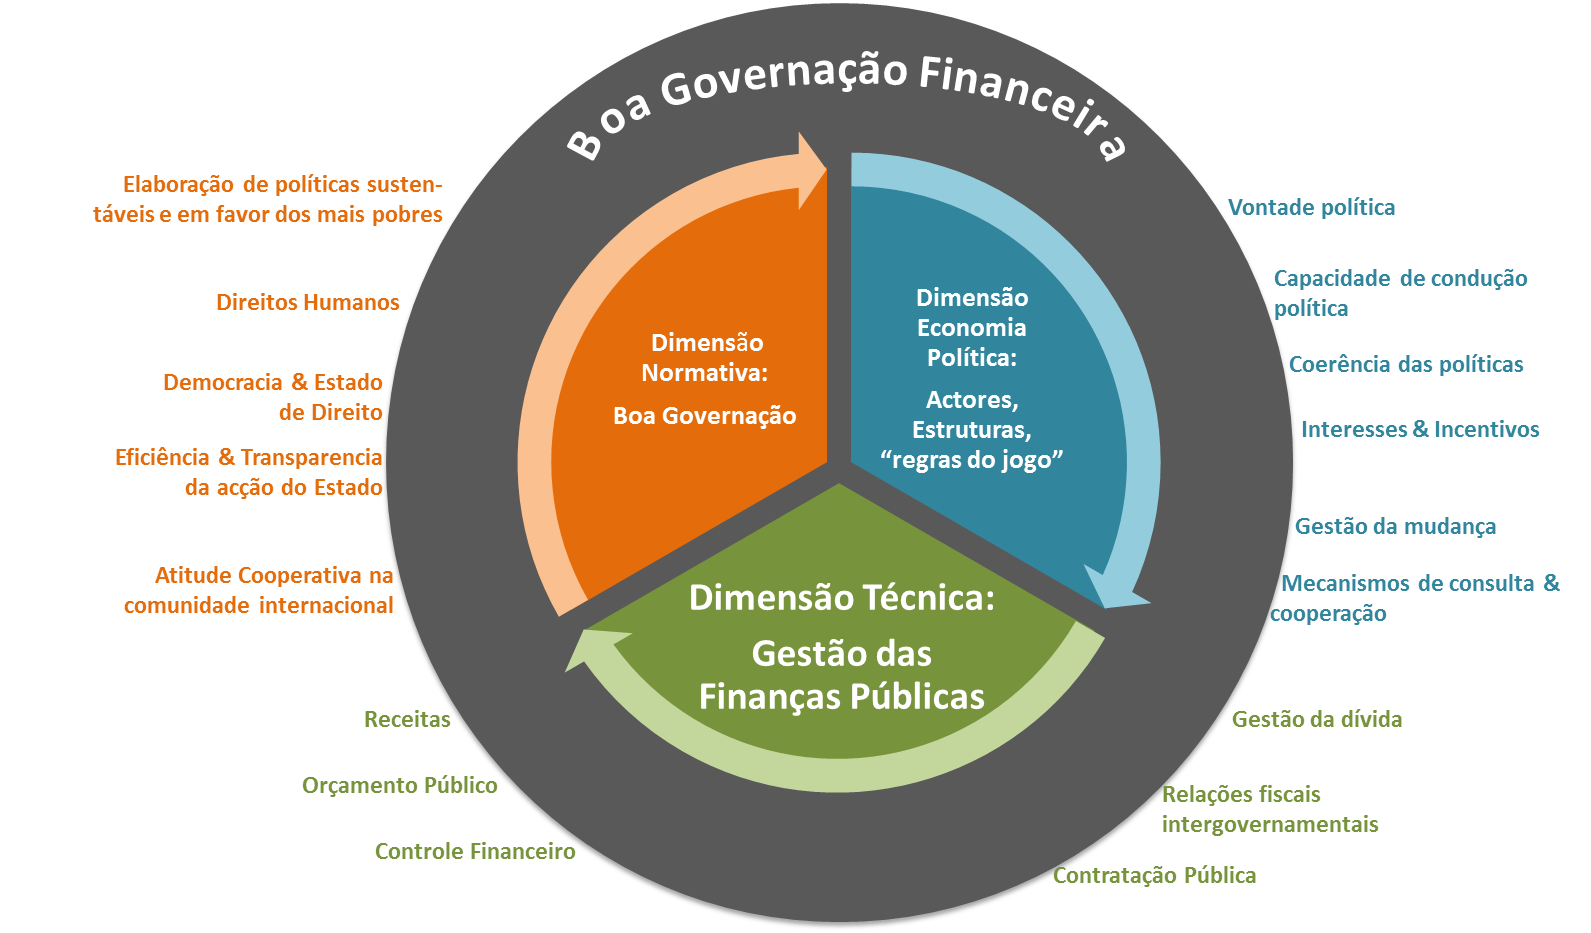 Boa Governação Financeira
Elaboração de políticas susten-
táveis e em favor dos mais pobres
Direitos Humanos
Democracia & Estado
de Direito
Eficiência & Transparencia
da acção do Estado
Atitude Cooperativa na
comunidade internacional
Dimensão
Normativa:
Boa Governação
Dimensão
Economia
Política:
Actores,
Estruturas,
“regras do jogo”
Vontade política
Capacidade de condução
política
Coerência das políticas
Interesses & Incentivos
Gestão da mudança
Mecanismos de consulta &
cooperação
Dimensão Técnica:
Gestão das
Finanças Públicas
Receitas
Orçamento Público
Controle Financeiro
Gestão da dívida
Relações fiscais
intergovernamentais
Contratação Pública